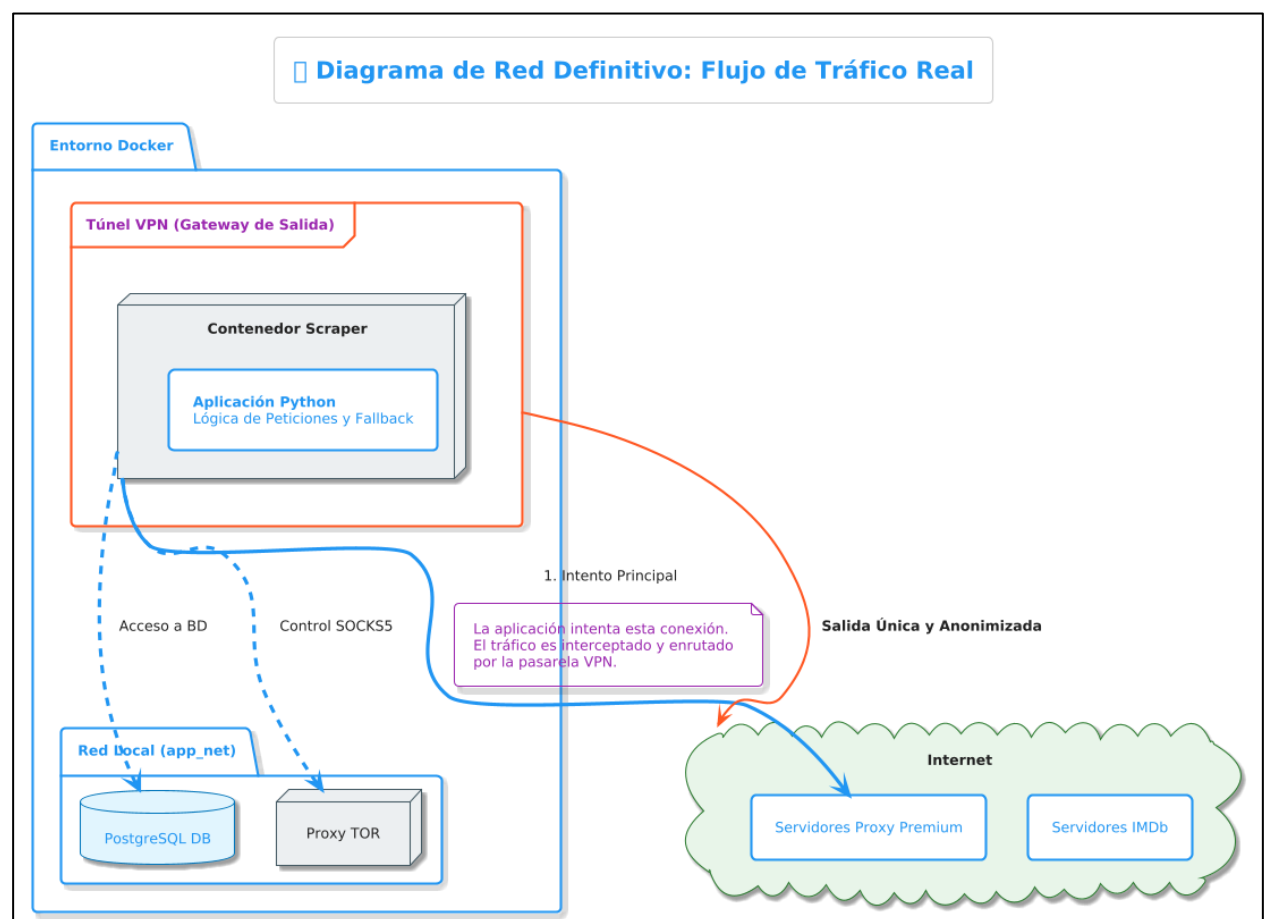 Diagrama de Red Definitivo: Flujo de Tráfico Real
Entorno Docker
Túnel VPN (Gateway de Salida)
Contenedor Scraper
Aplicación Python
Lógica de Peticiones y Fallback
1. Intento Principal
Acceso a BD
Control SOCKS5
La aplicación intenta esta conexión.
El tráfico es interceptado y enrutado
por la pasarela VPN.
Salida Única y Anonimizada
Red Local (app_net)
Internet
PostgreSQL DB
Proxy TOR
Servidores Proxy Premium
Servidores IMDb